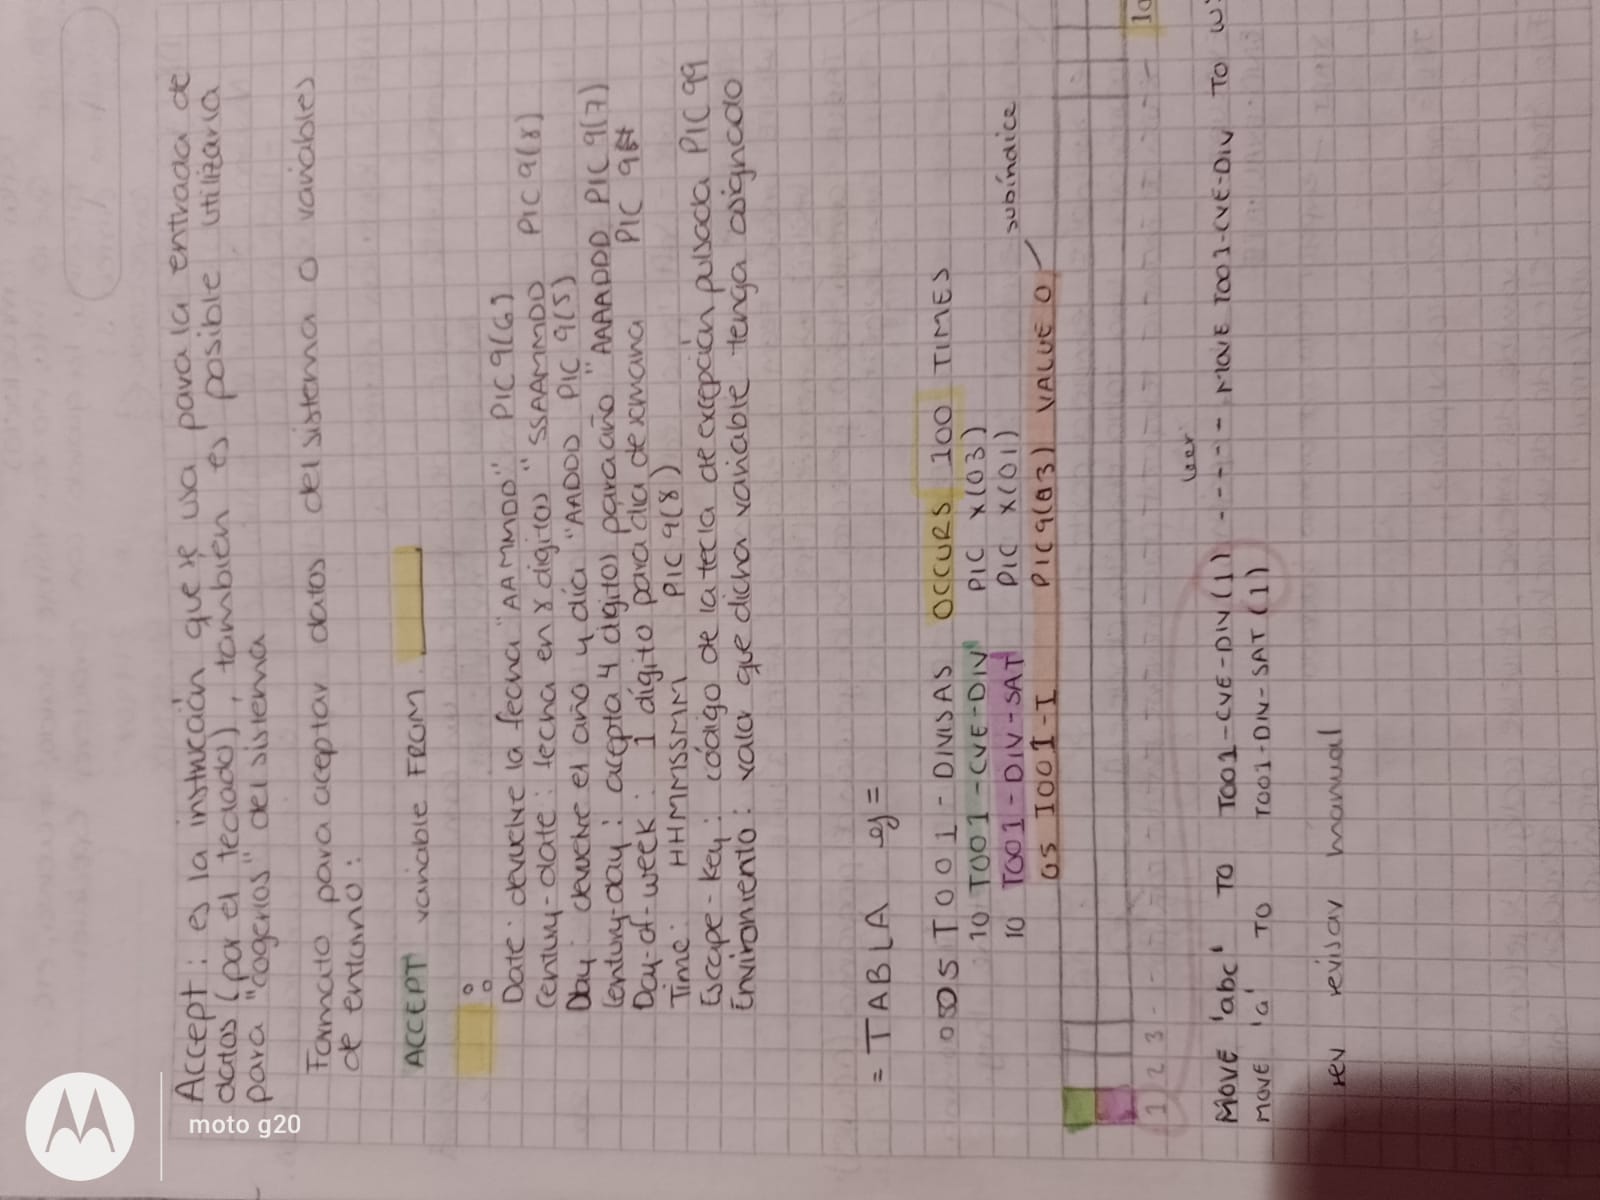 Accept: es la instrucción que se usa para la entrada de
datos (por el teclado), también es posible utilizarla
para "cogerlos" del sistema
Formato para aceptar datos del sistema o variables
de entorno:
ACCEPT variable FROM
Date: devuelve la fecha "AAMMDD" PIC 9(6)
Century-date: fecha en 8 digitos "SSAAMMDD PIC 9(8)
Day: devuelve el año y día "AADDD PIC 9(5)
Century-day: acepta 4 digitos para año "AAAADDD PIC 9(7)
Day-of-week: 1 dígito para dia de semana PIC 9
Time: HHMMSSMM PIC 9(8)
Escape-key: código de la tecla de excepción pulsada PIC 99
Enviromiento: valor que dicha variable tenga asignado
= TABLA ej =
05 T001-DIVISAS OCCURS 100 TIMES
10 T001-CVE-DIV PIC X(03)
10 T001-DIV-SAT PIC X(01)
05 I001-I PIC 9(03) VALUE 0 subíndice
1 2 3 - - - - - - - - - - - - - -
leer
MOVE 'abc' TO T001-CVE-DIV (1) - - - - - MOVE T001-CVE-DIV TO W
MOVE 'a' TO T001-DIV-SAT (1)
rev revisar manual
moto g20